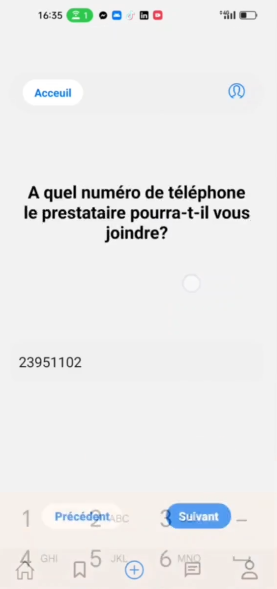 16:35 1
Acceuil
A quel numéro de téléphone
le prestataire pourra-t-il vous
joindre?
23951102
Précédent Suivant
1 2 ABC 3 -
4 GHI 5 JKL 6 MNO